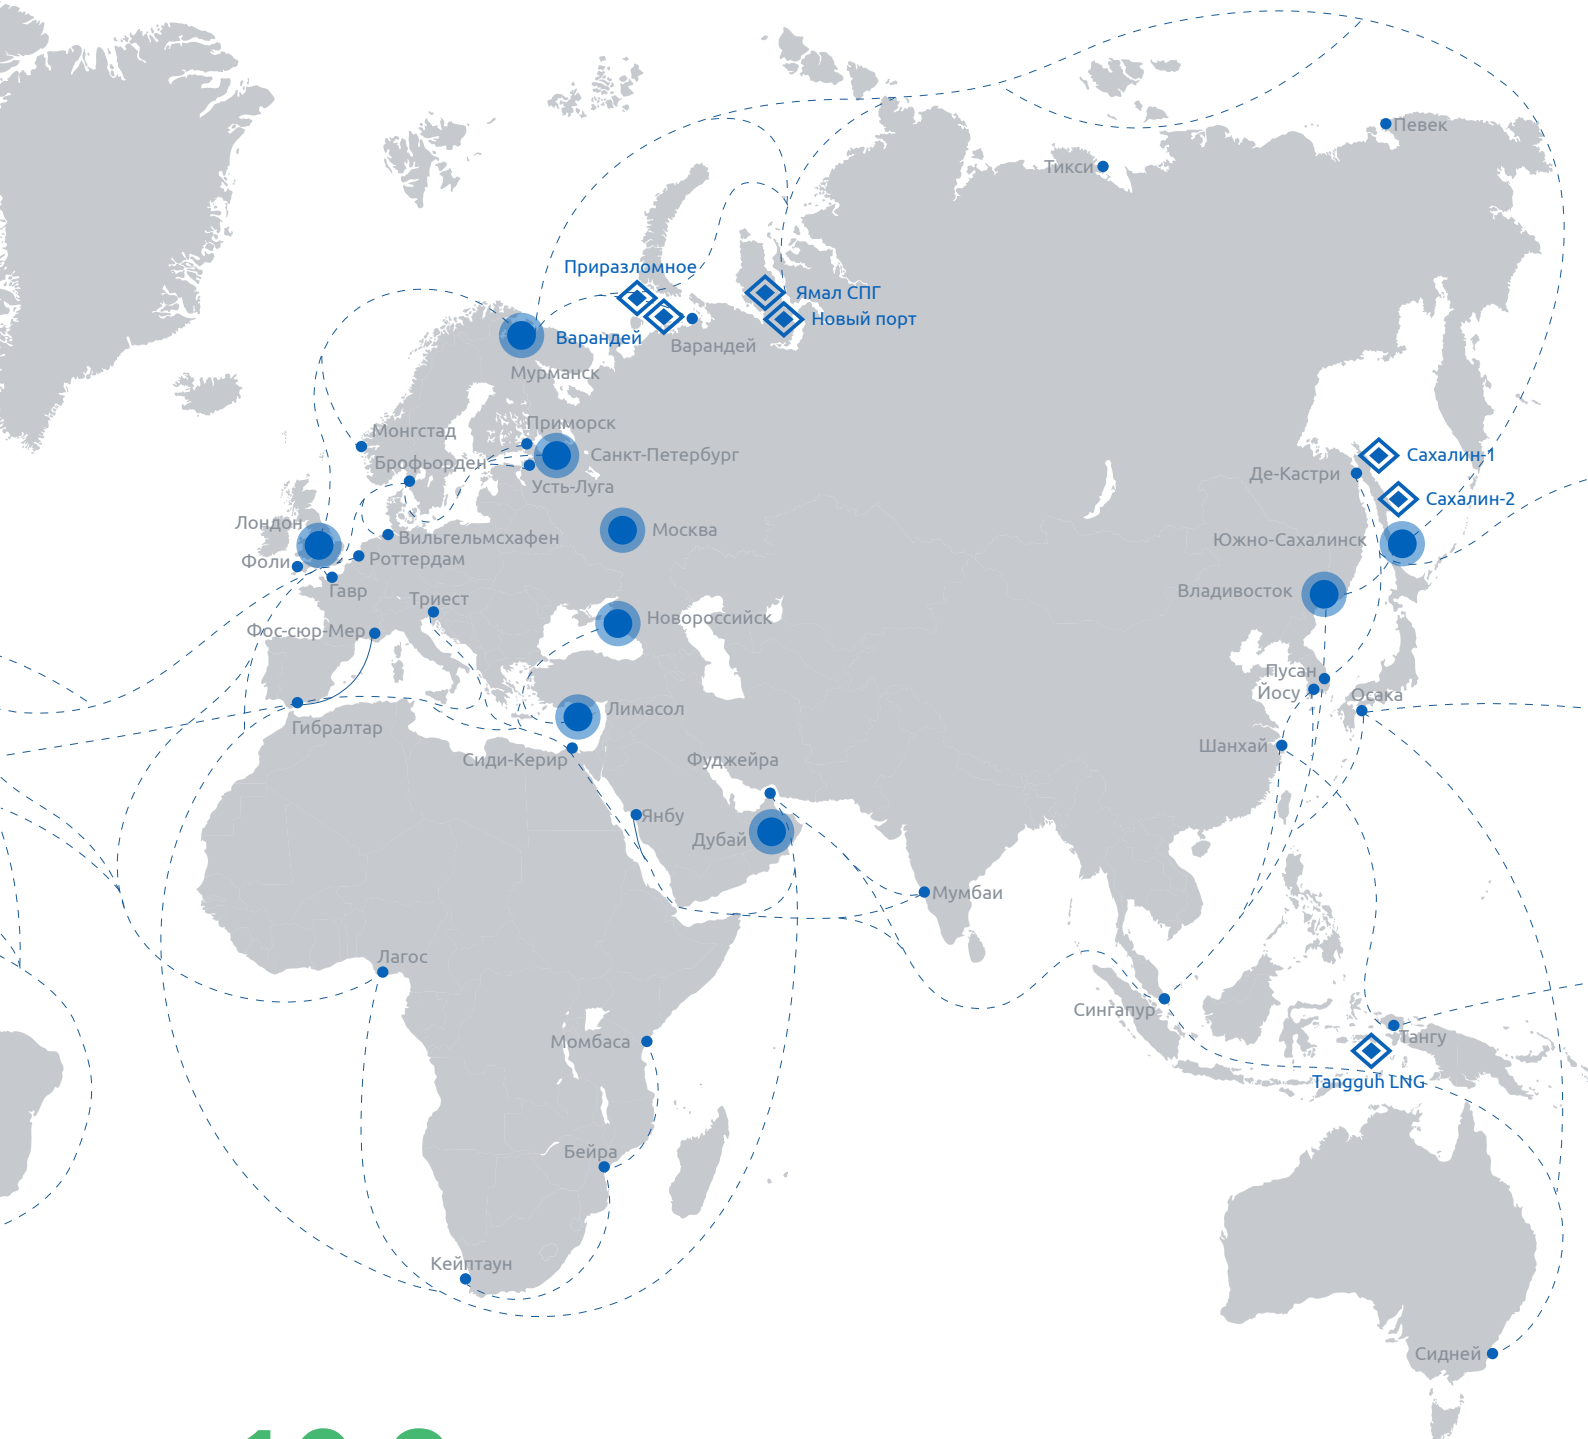 Певек
Тикси
Приразломное
Ямал СПГ
Новый порт
Варандей
Варандей
Мурманск
Приморск
Монгстад
Санкт-Петербург
Сахалин-1
Брофьорден
Де-Кастри
Усть-Луга
Сахалин-2
Лондон
Москва
Вильгельмсхафен
Южно-Сахалинск
Фоли
Роттердам
Гавр
Владивосток
Триест
Новороссийск
Фос-сюр-Мер
Пусан
Йосу
Осака
Лимасол
Гибралтар
Шанхай
Сиди-Керир
Фуджейра
Янбу
Дубай
Мумбаи
Лагос
Сингапур
Тангу
Момбаса
Tangguh LNG
Бейра
Кейптаун
Сидней